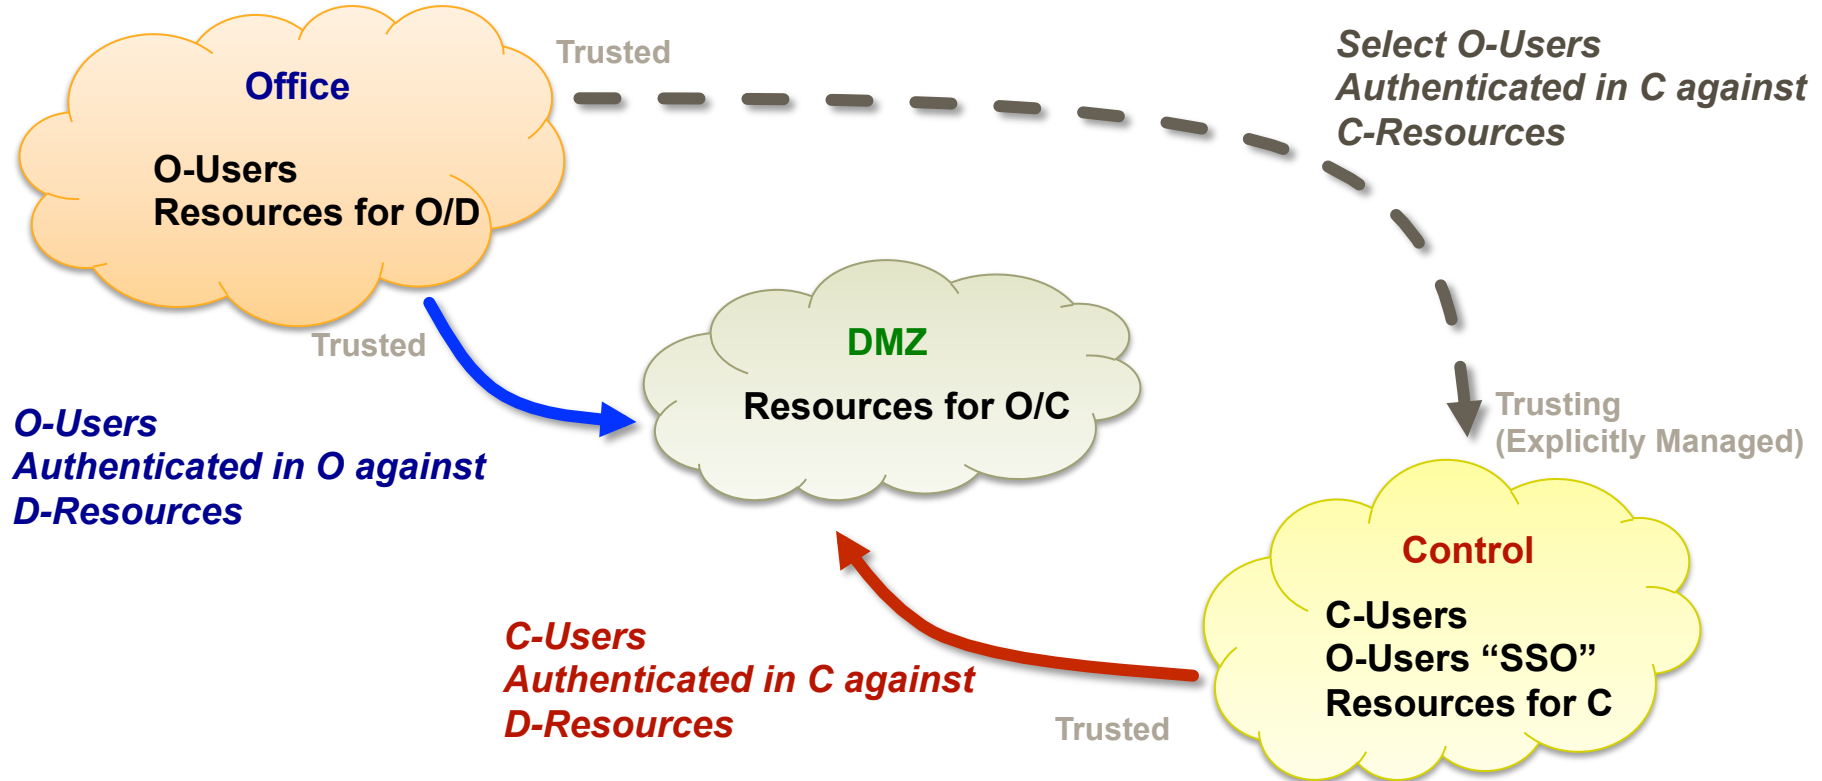 Office
O-Users
Resources for O/D
Trusted
Select O-Users
Authenticated in C against
C-Resources
Trusted
DMZ
Resources for O/C
O-Users
Authenticated in O against
D-Resources
Trusting
(Explicitly Managed)
Control
C-Users
O-Users “SSO”
Resources for C
C-Users
Authenticated in C against
D-Resources
Trusted